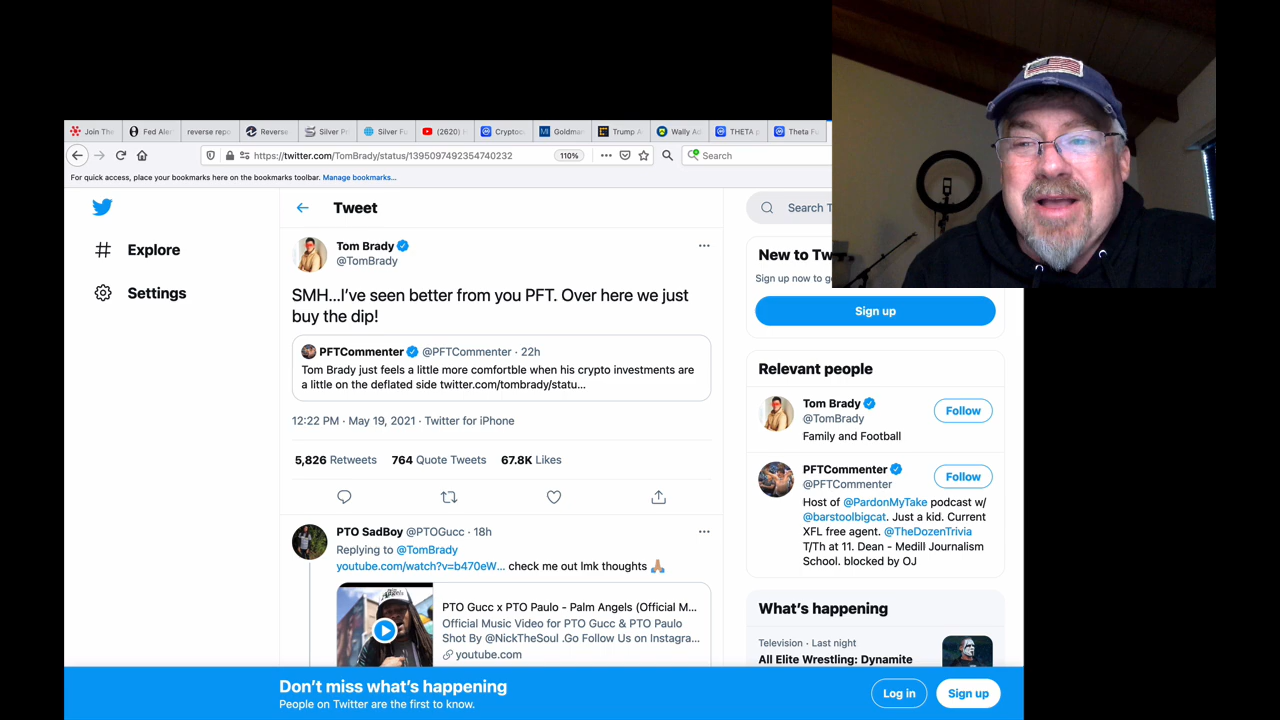 Join The
Fed Aler
reverse repo
Reverse
Silver Pr
Silver Fu
(2620) H
Cryptoc
Goldman
Trump A
Wally Ad
THETA p
Theta Fu
https://twitter.com/TomBrady/status/1395097492354740232
110%
Search
For quick access, place your bookmarks here on the bookmarks toolbar. Manage bookmarks...
Explore
Settings
Tweet
Tom Brady
@TomBrady
SMH...I've seen better from you PFT. Over here we just
buy the dip!
PFTCommenter @PFTCommenter · 22h
Tom Brady just feels a little more comfortble when his crypto investments are
a little on the deflated side twitter.com/tombrady/statu...
12:22 PM · May 19, 2021 · Twitter for iPhone
5,826 Retweets 764 Quote Tweets 67.8K Likes
PTO SadBoy @PTOGucc · 18h
Replying to @TomBrady
youtube.com/watch?v=b470eW... check me out lmk thoughts 🙏🏽
PTO Gucc x PTO Paulo - Palm Angels (Official M...
Official Music Video for PTO Gucc & PTO Paulo
Shot By @NickTheSoul .Go Follow Us on Instagra...
youtube.com
Search T
New to Tw
Sign up now to g
Sign up
Relevant people
Tom Brady
@TomBrady
Follow
Family and Football
PFTCommenter
@PFTCommenter
Follow
Host of @PardonMyTake podcast w/
@barstoolbigcat. Just a kid. Current
XFL free agent. @TheDozenTrivia
T/Th at 11. Dean - Medill Journalism
School. blocked by OJ
What's happening
Television · Last night
All Elite Wrestling: Dynamite
Don't miss what's happening
People on Twitter are the first to know.
Log in
Sign up